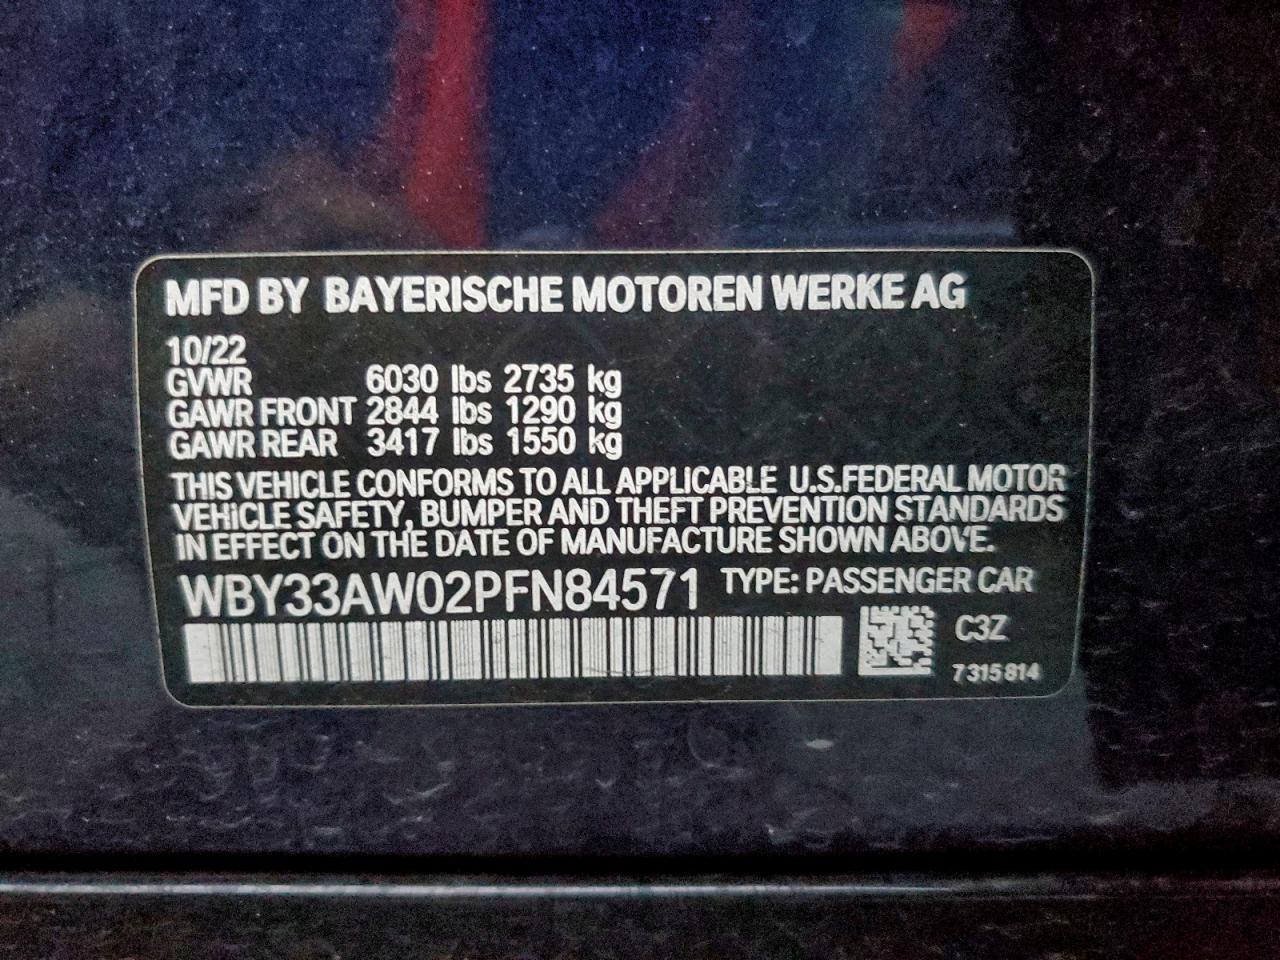 MFD BY BAYERISCHE MOTOREN WERKE AG
10/22
GVWR 6030 lbs 2735 kg
GAWR FRONT 2844 lbs 1290 kg
GAWR REAR 3417 lbs 1550 kg
THIS VEHICLE CONFORMS TO ALL APPLICABLE U.S.FEDERAL MOTOR
VEHICLE SAFETY, BUMPER AND THEFT PREVENTION STANDARDS
IN EFFECT ON THE DATE OF MANUFACTURE SHOWN ABOVE.
WBY33AW02PFN84571 TYPE: PASSENGER CAR
C3Z
7315814